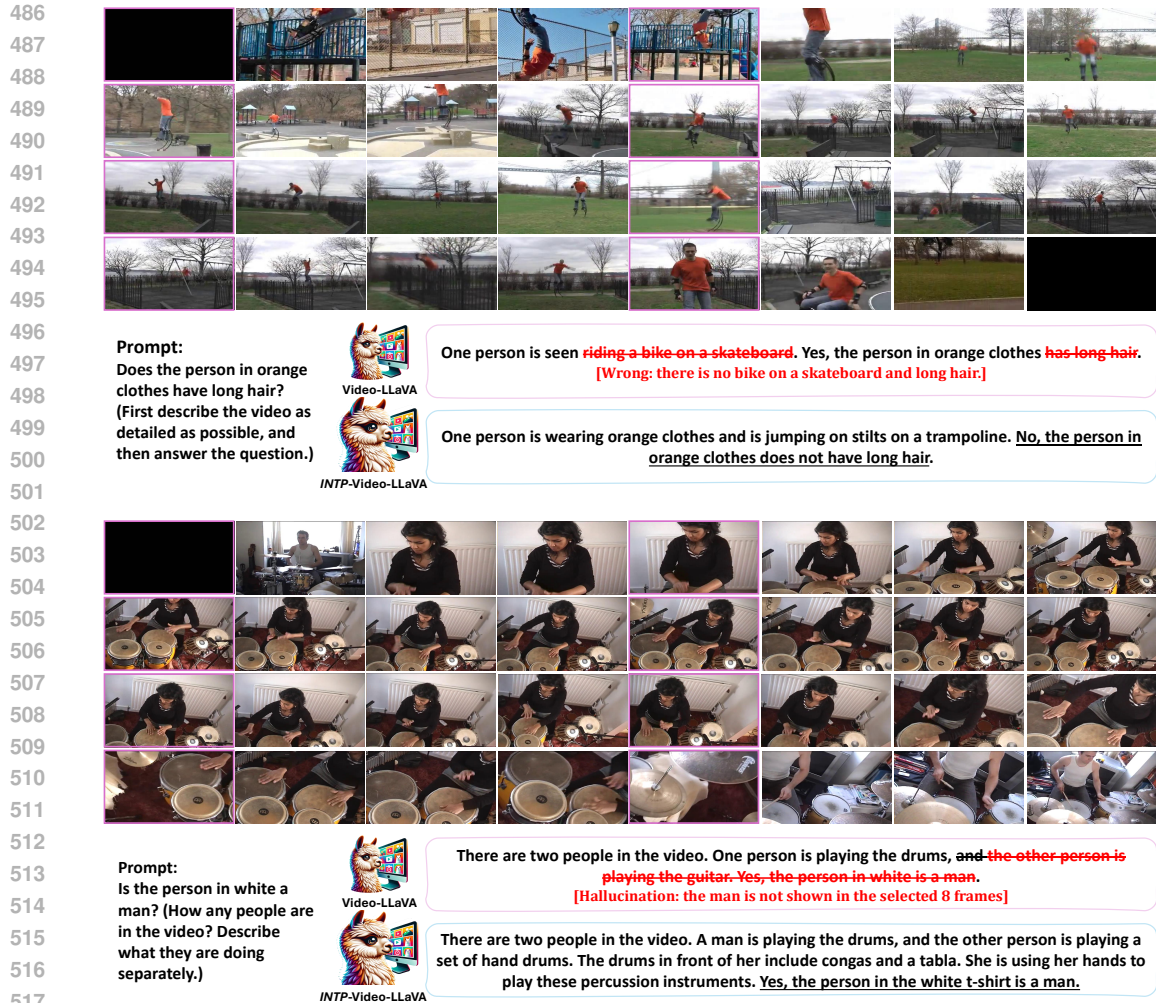 486
487
488
489
490
491
492
493
494
495
496
497
498
499
500
501
502
503
504
505
506
507
508
509
510
511
512
513
514
515
516
517
Prompt:
Does the person in orange
clothes have long hair?
(First describe the video as
detailed as possible, and
then answer the question.)
Video-LLaVA
One person is seen riding a bike on a skateboard. Yes, the person in orange clothes has long hair.
[Wrong: there is no bike on a skateboard and long hair.]
INTP-Video-LLaVA
One person is wearing orange clothes and is jumping on stilts on a trampoline. No, the person in
orange clothes does not have long hair.
Prompt:
Is the person in white a
man? (How any people are
in the video? Describe
what they are doing
separately.)
Video-LLaVA
There are two people in the video. One person is playing the drums, and the other person is
playing the guitar. Yes, the person in white is a man.
[Hallucination: the man is not shown in the selected 8 frames]
INTP-Video-LLaVA
There are two people in the video. A man is playing the drums, and the other person is playing a
set of hand drums. The drums in front of her include congas and a tabla. She is using her hands to
play these percussion instruments. Yes, the person in the white t-shirt is a man.